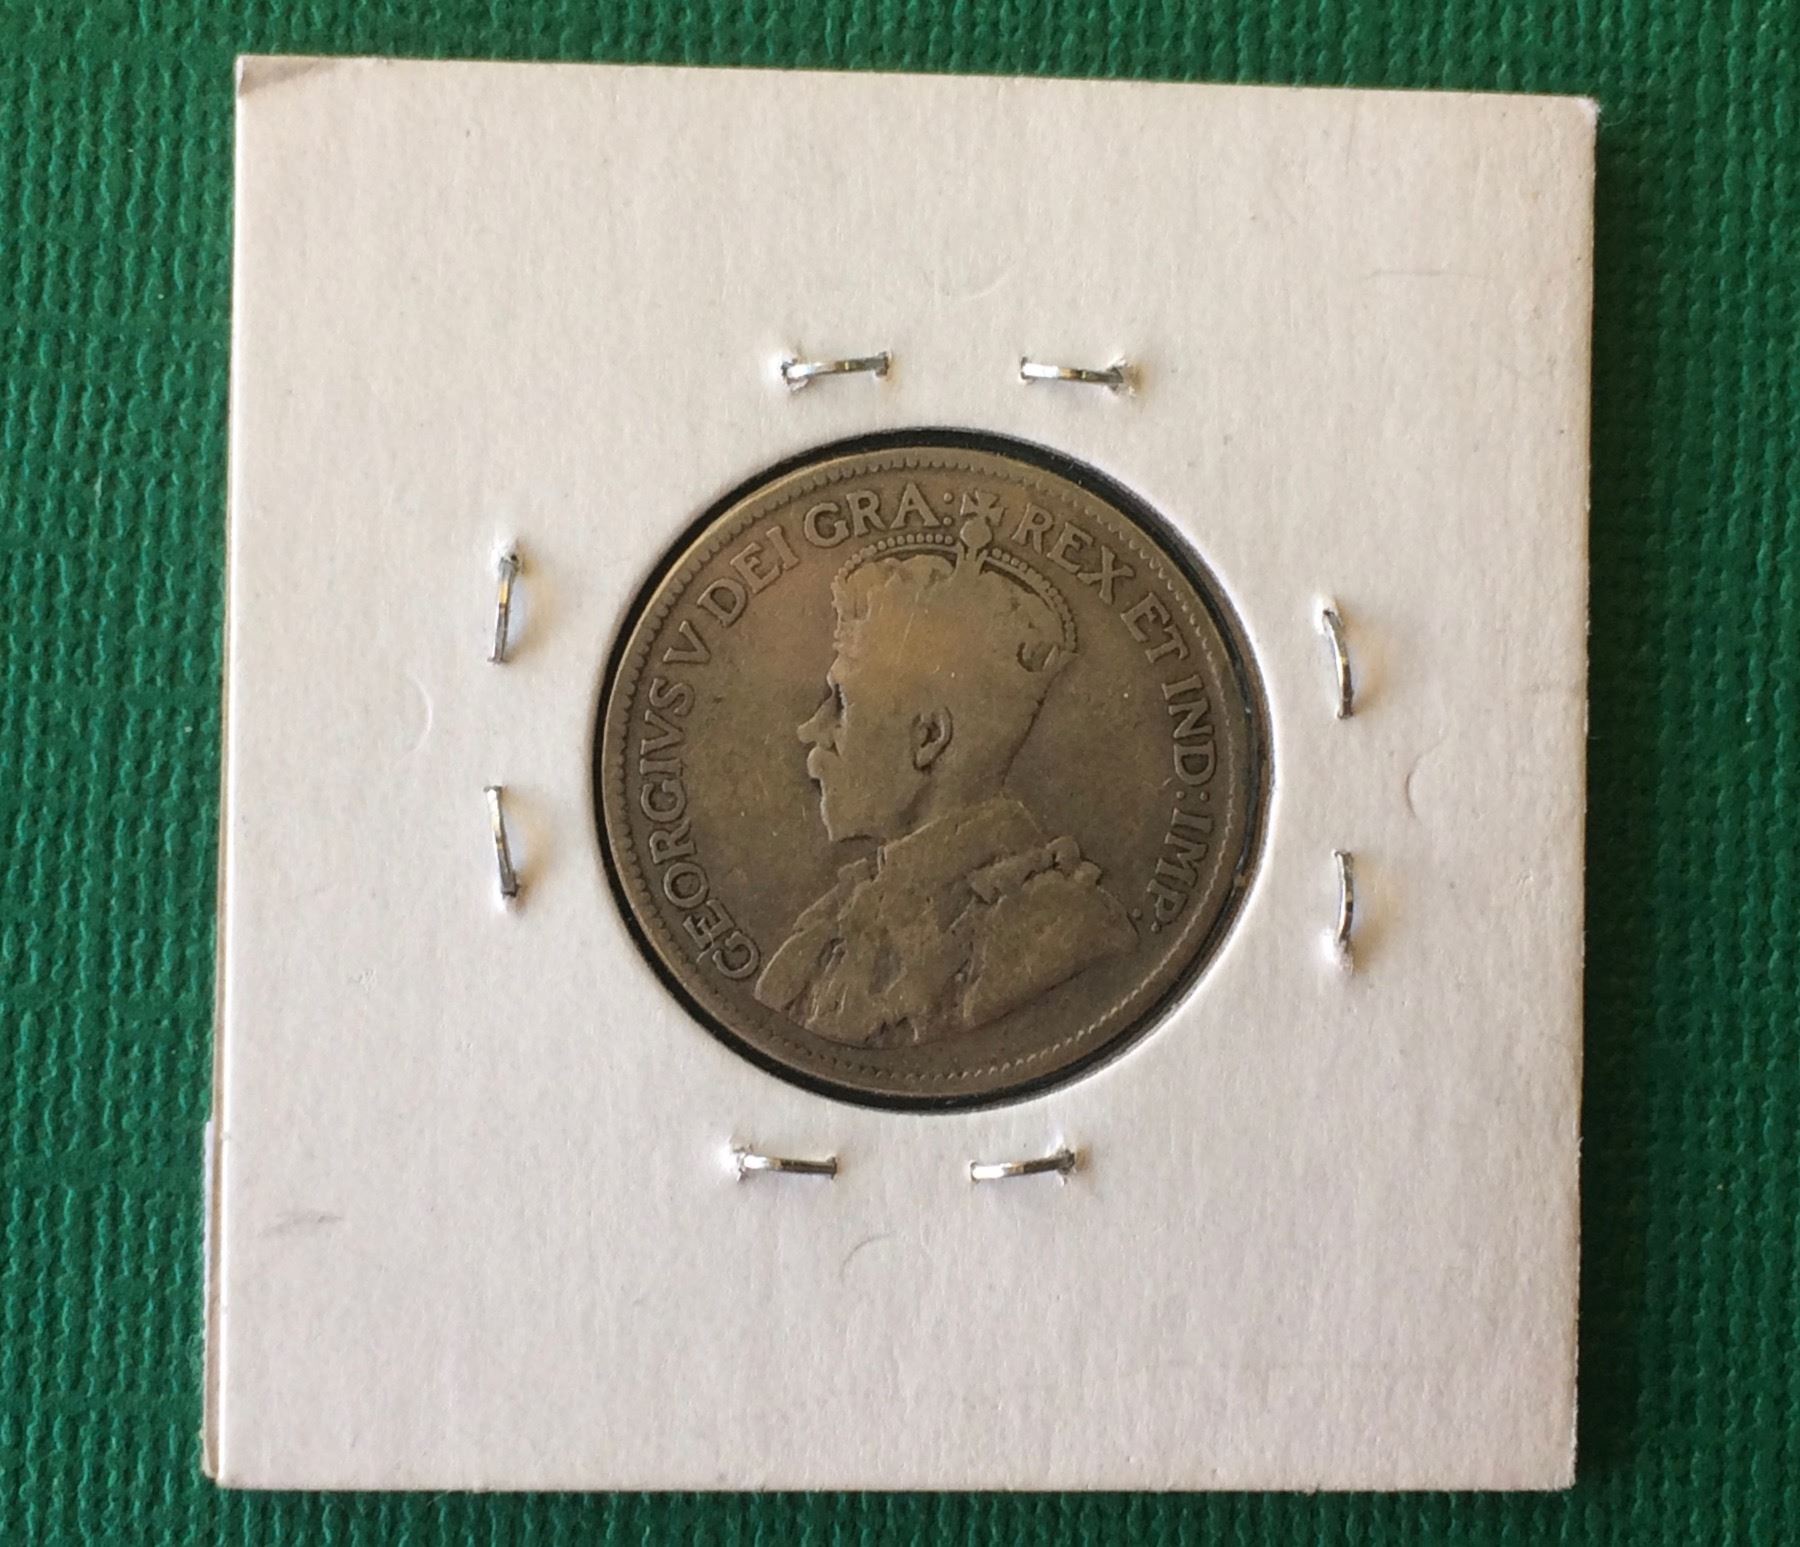 GEORGIVS V DEI GRA: REX ET IND: IMP: